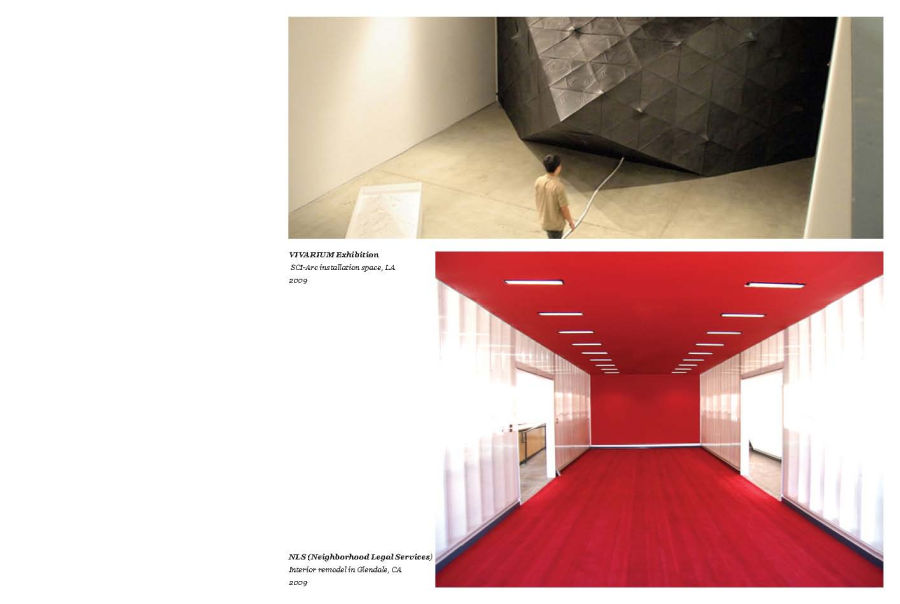 VIVARIUM Exhibition
SCI-Arc installation space, LA
2009
NLS (Neighborhood Legal Services)
Interior remodel in Glendale, CA
2009